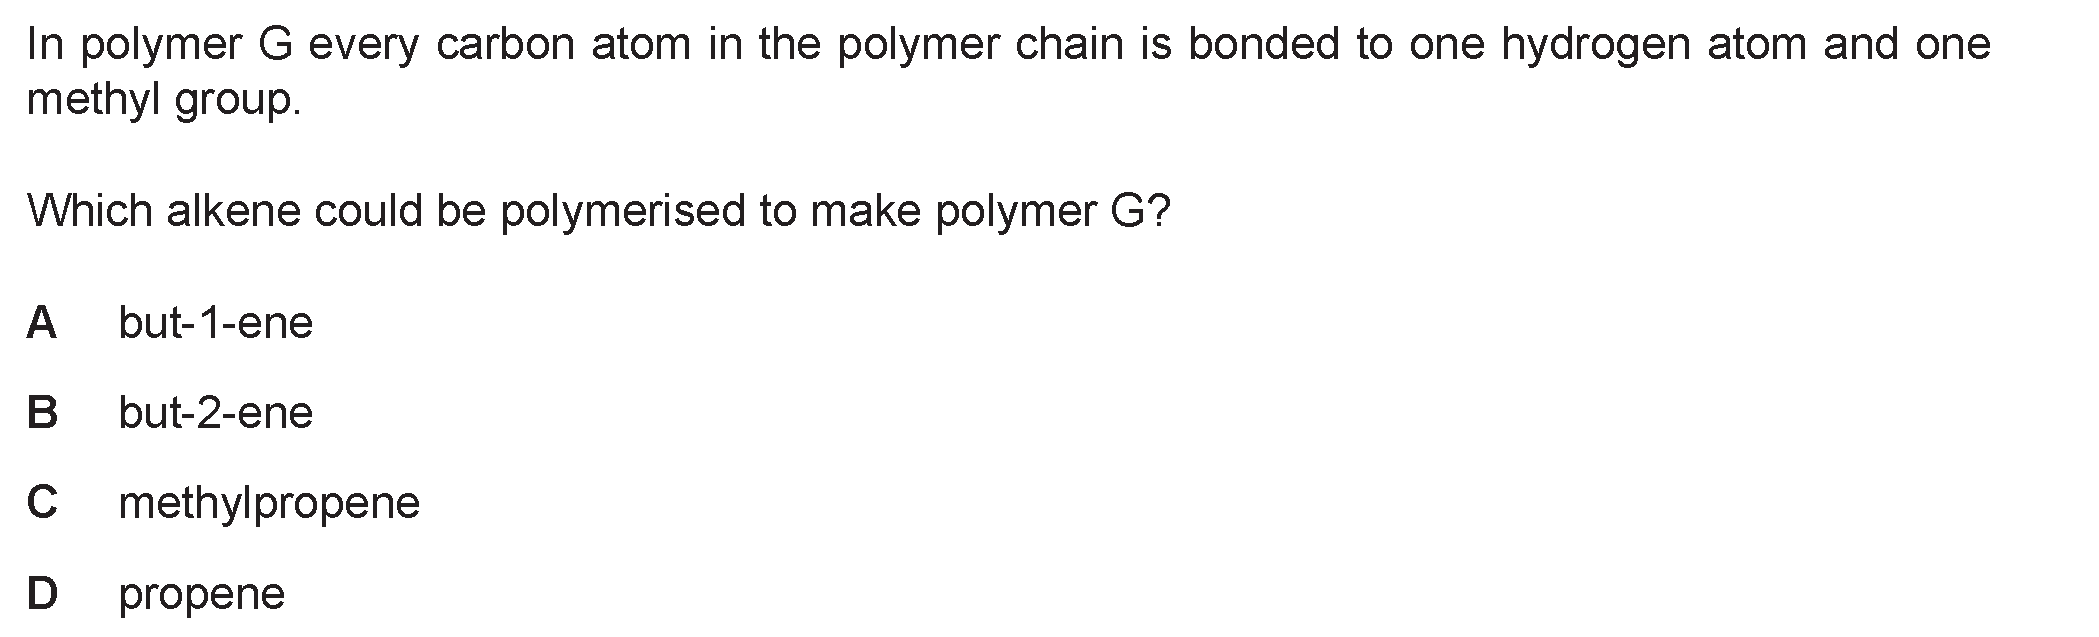 In polymer G every carbon atom in the polymer chain is bonded to one hydrogen atom and one
methyl group.
Which alkene could be polymerised to make polymer G?
A but-1-ene
B but-2-ene
C methylpropene
D propene